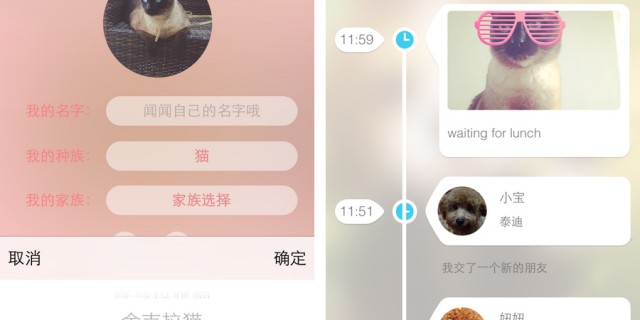 我的名字：
闻闻自己的名字哦
我的种族：
猫
我的家族：
家族选择
取消
确定
11:59
waiting for lunch
11:51
小宝
泰迪
我交了一个新的朋友
妞妞